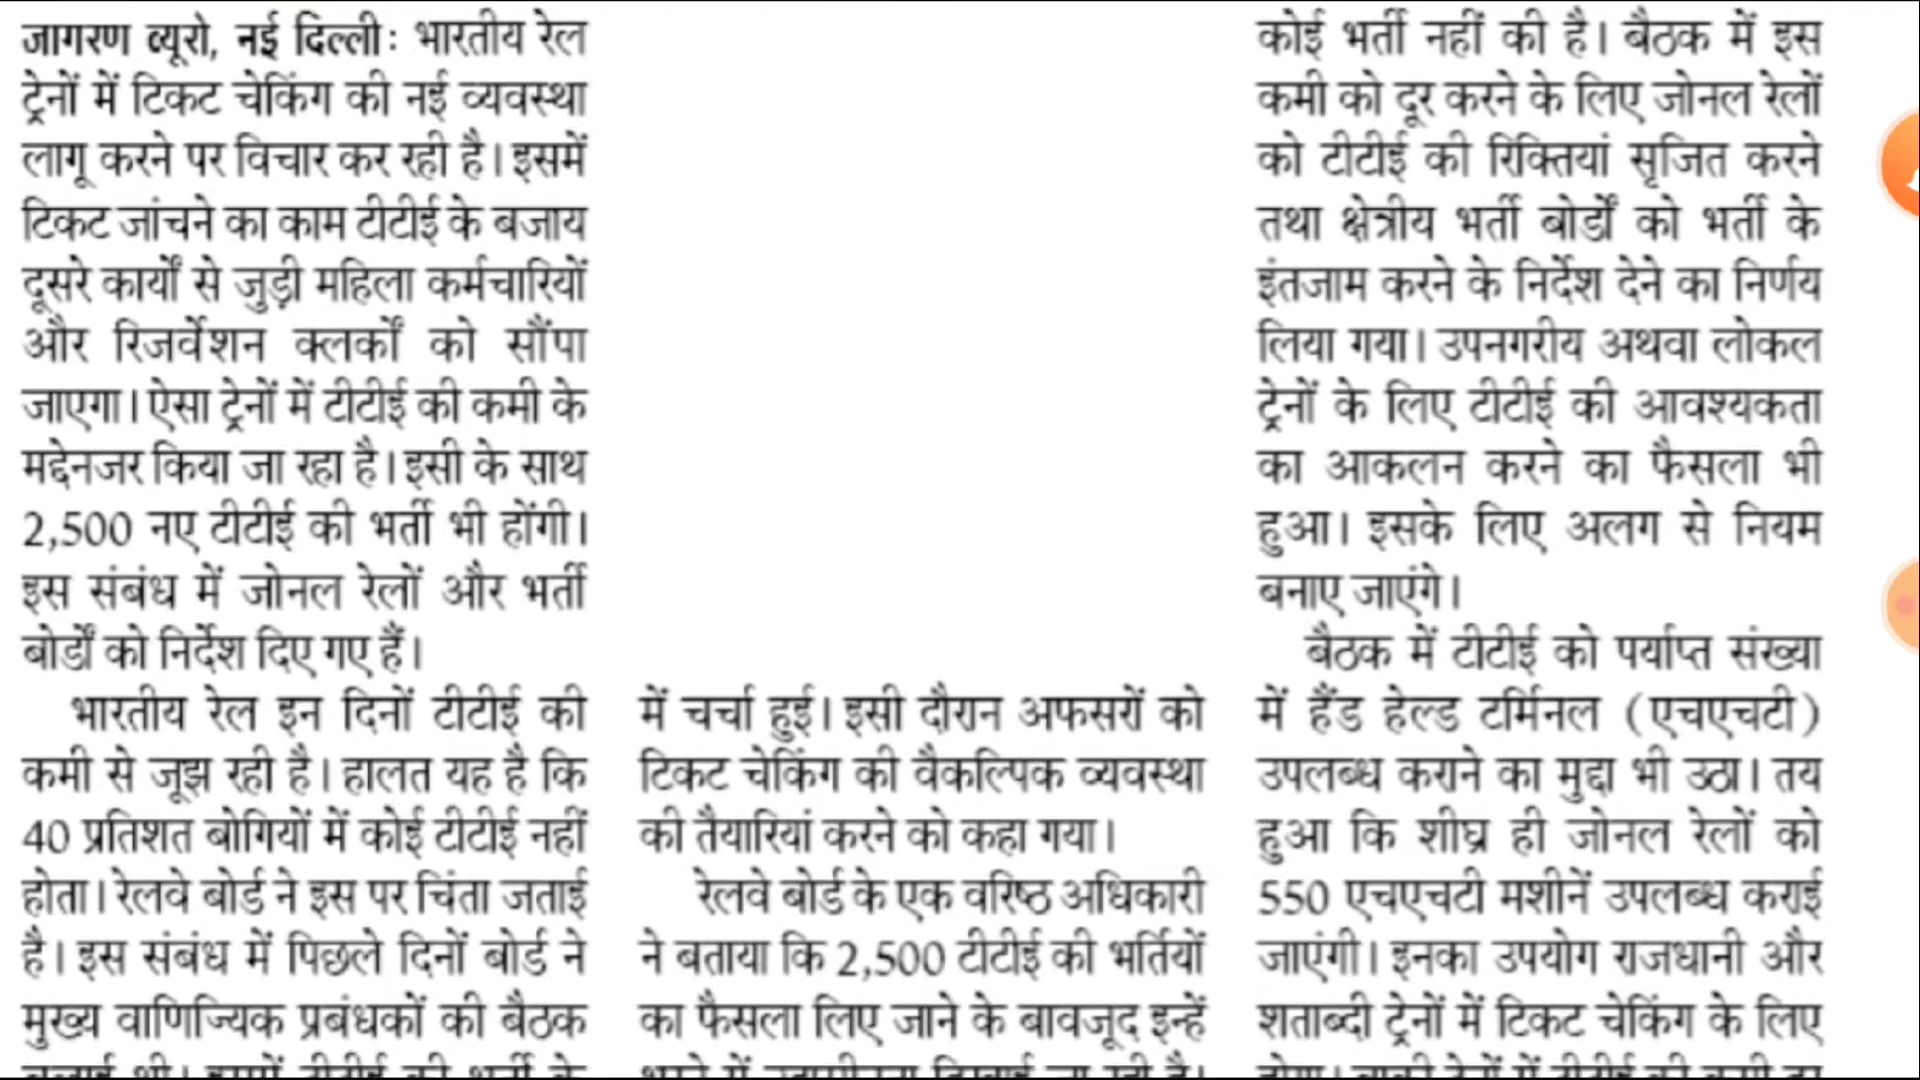 जागरण ब्यूरो, नई दिल्ली: भारतीय रेल
ट्रेनों में टिकट चेकिंग की नई व्यवस्था
लागू करने पर विचार कर रही है। इसमें
टिकट जांचने का काम टीटीई के बजाय
दूसरे कार्यों से जुड़ी महिला कर्मचारियों
और रिजर्वेशन क्लर्कों को सौंपा
जाएगा। ऐसा ट्रेनों में टीटीई की कमी के
मद्देनजर किया जा रहा है। इसी के साथ
2,500 नए टीटीई की भर्ती भी होंगी।
इस संबंध में जोनल रेलों और भर्ती
बोर्डों को निर्देश दिए गए हैं।
भारतीय रेल इन दिनों टीटीई की
कमी से जूझ रही है। हालत यह है कि
40 प्रतिशत बोगियों में कोई टीटीई नहीं
होता। रेलवे बोर्ड ने इस पर चिंता जताई
है। इस संबंध में पिछले दिनों बोर्ड ने
मुख्य वाणिज्यिक प्रबंधकों की बैठक
में चर्चा हुई। इसी दौरान अफसरों को
टिकट चेकिंग की वैकल्पिक व्यवस्था
की तैयारियां करने को कहा गया।
रेलवे बोर्ड के एक वरिष्ठ अधिकारी
ने बताया कि 2,500 टीटीई की भर्तियों
का फैसला लिए जाने के बावजूद इन्हें
कोई भर्ती नहीं की है। बैठक में इस
कमी को दूर करने के लिए जोनल रेलों
को टीटीई की रिक्तियां सृजित करने
तथा क्षेत्रीय भर्ती बोर्डों को भर्ती के
इंतजाम करने के निर्देश देने का निर्णय
लिया गया। उपनगरीय अथवा लोकल
ट्रेनों के लिए टीटीई की आवश्यकता
का आकलन करने का फैसला भी
हुआ। इसके लिए अलग से नियम
बनाए जाएंगे।
बैठक में टीटीई को पर्याप्त संख्या
में हैंड हेल्ड टर्मिनल (एचएचटी)
उपलब्ध कराने का मुद्दा भी उठा। तय
हुआ कि शीघ्र ही जोनल रेलों को
550 एचएचटी मशीनें उपलब्ध कराई
जाएंगी। इनका उपयोग राजधानी और
शताब्दी ट्रेनों में टिकट चेकिंग के लिए